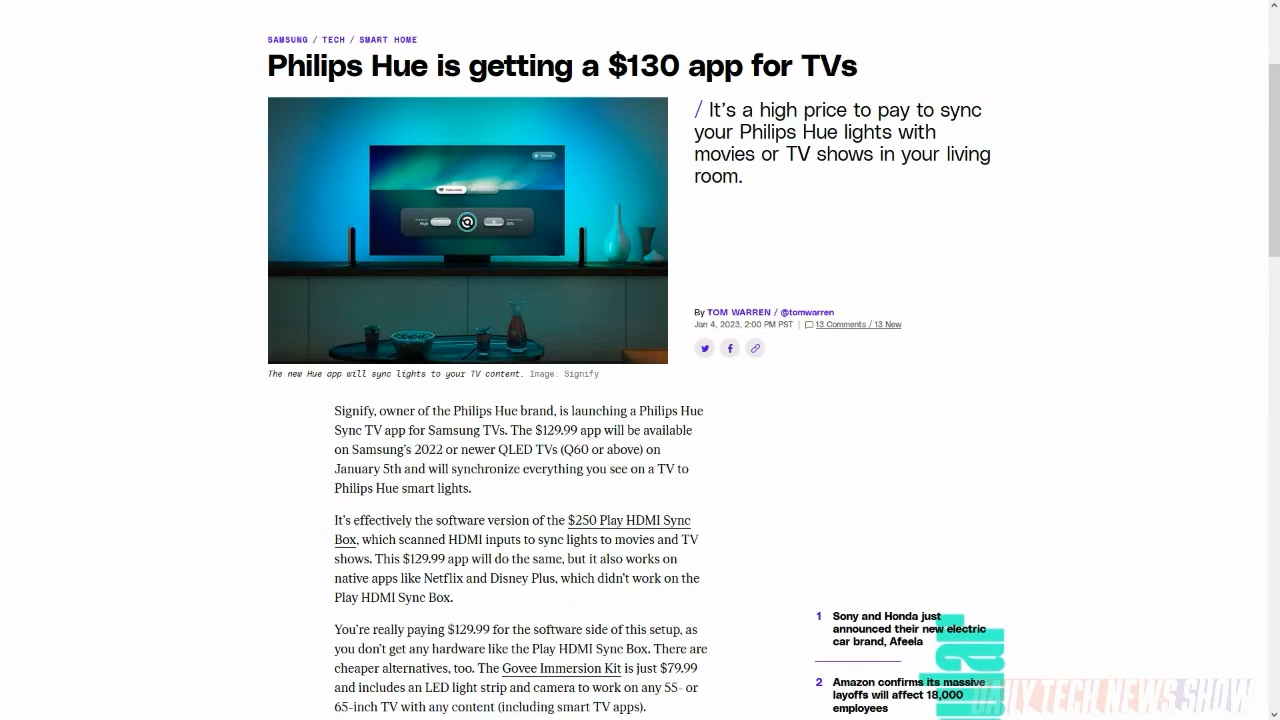 SAMSUNG / TECH / SMART HOME
Philips Hue is getting a $130 app for TVs
/ It's a high price to pay to sync
your Philips Hue lights with
movies or TV shows in your living
room.
By TOM WARREN / @tomwarren
Jan 4, 2023, 2:00 PM PST | 13 Comments / 13 New
The new Hue app will sync lights to your TV content. Image: Signify
Signify, owner of the Philips Hue brand, is launching a Philips Hue
Sync TV app for Samsung TVs. The $129.99 app will be available
on Samsung's 2022 or newer QLED TVs (Q60 or above) on
January 5th and will synchronize everything you see on a TV to
Philips Hue smart lights.
It's effectively the software version of the $250 Play HDMI Sync
Box, which scanned HDMI inputs to sync lights to movies and TV
shows. This $129.99 app will do the same, but it also works on
native apps like Netflix and Disney Plus, which didn't work on the
Play HDMI Sync Box.
You're really paying $129.99 for the software side of this setup, as
you don't get any hardware like the Play HDMI Sync Box. There are
cheaper alternatives, too. The Govee Immersion Kit is just $79.99
and includes an LED light strip and camera to work on any 55- or
65-inch TV with any content (including smart TV apps).
1 Sony and Honda just
announced their new electric
car brand, Afeela
2 Amazon confirms its massive
layoffs will affect 18,000
employees
DAILY TECH NEWS SHOW